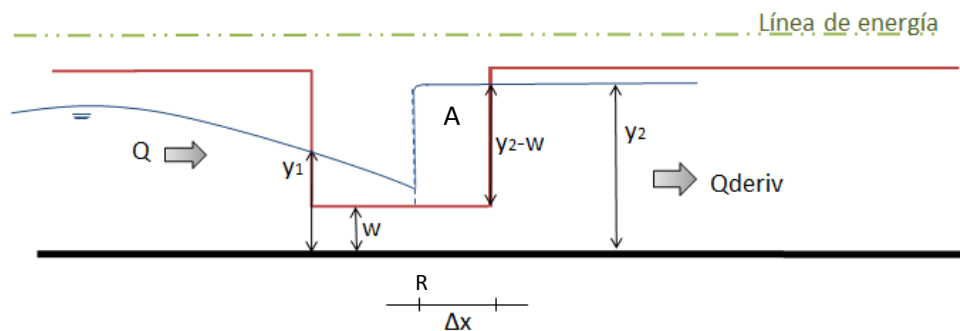 Línea de energía
A
Q
y1
y2-w
y2
Qderiv
w
R
Δx